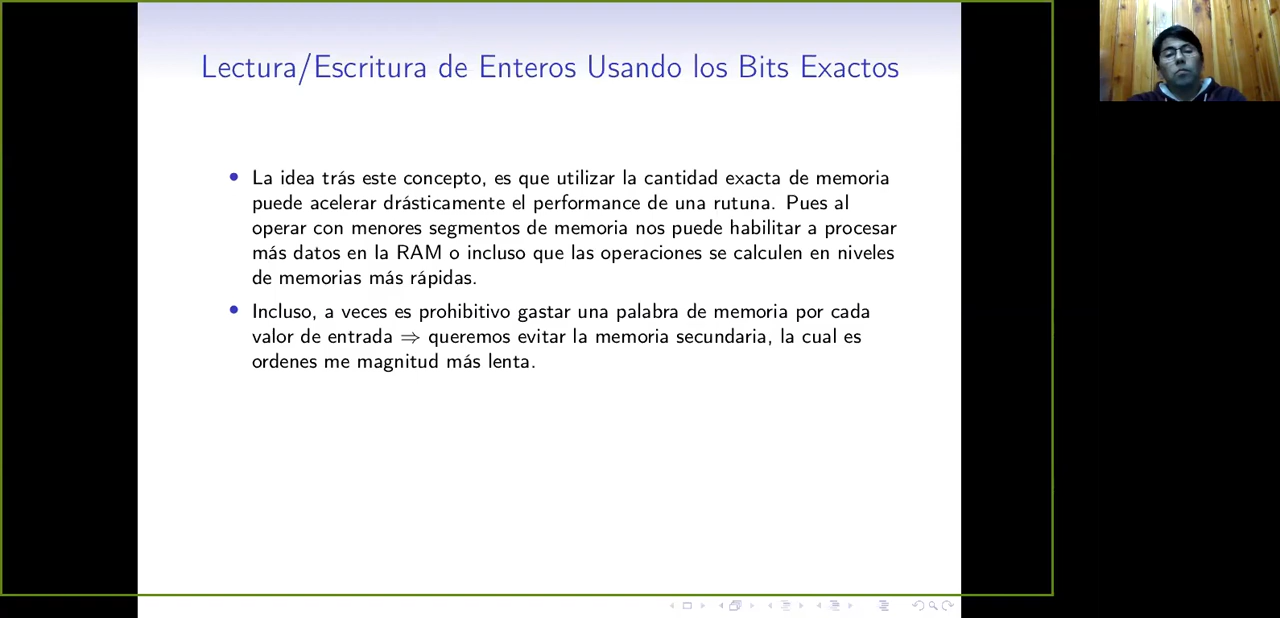 Lectura/Escritura de Enteros Usando los Bits Exactos
• La idea trás este concepto, es que utilizar la cantidad exacta de memoria
puede acelerar drásticamente el performance de una rutuna. Pues al
operar con menores segmentos de memoria nos puede habilitar a procesar
más datos en la RAM o incluso que las operaciones se calculen en niveles
de memorias más rápidas.
• Incluso, a veces es prohibitivo gastar una palabra de memoria por cada
valor de entrada ⇒ queremos evitar la memoria secundaria, la cual es
ordenes me magnitud más lenta.